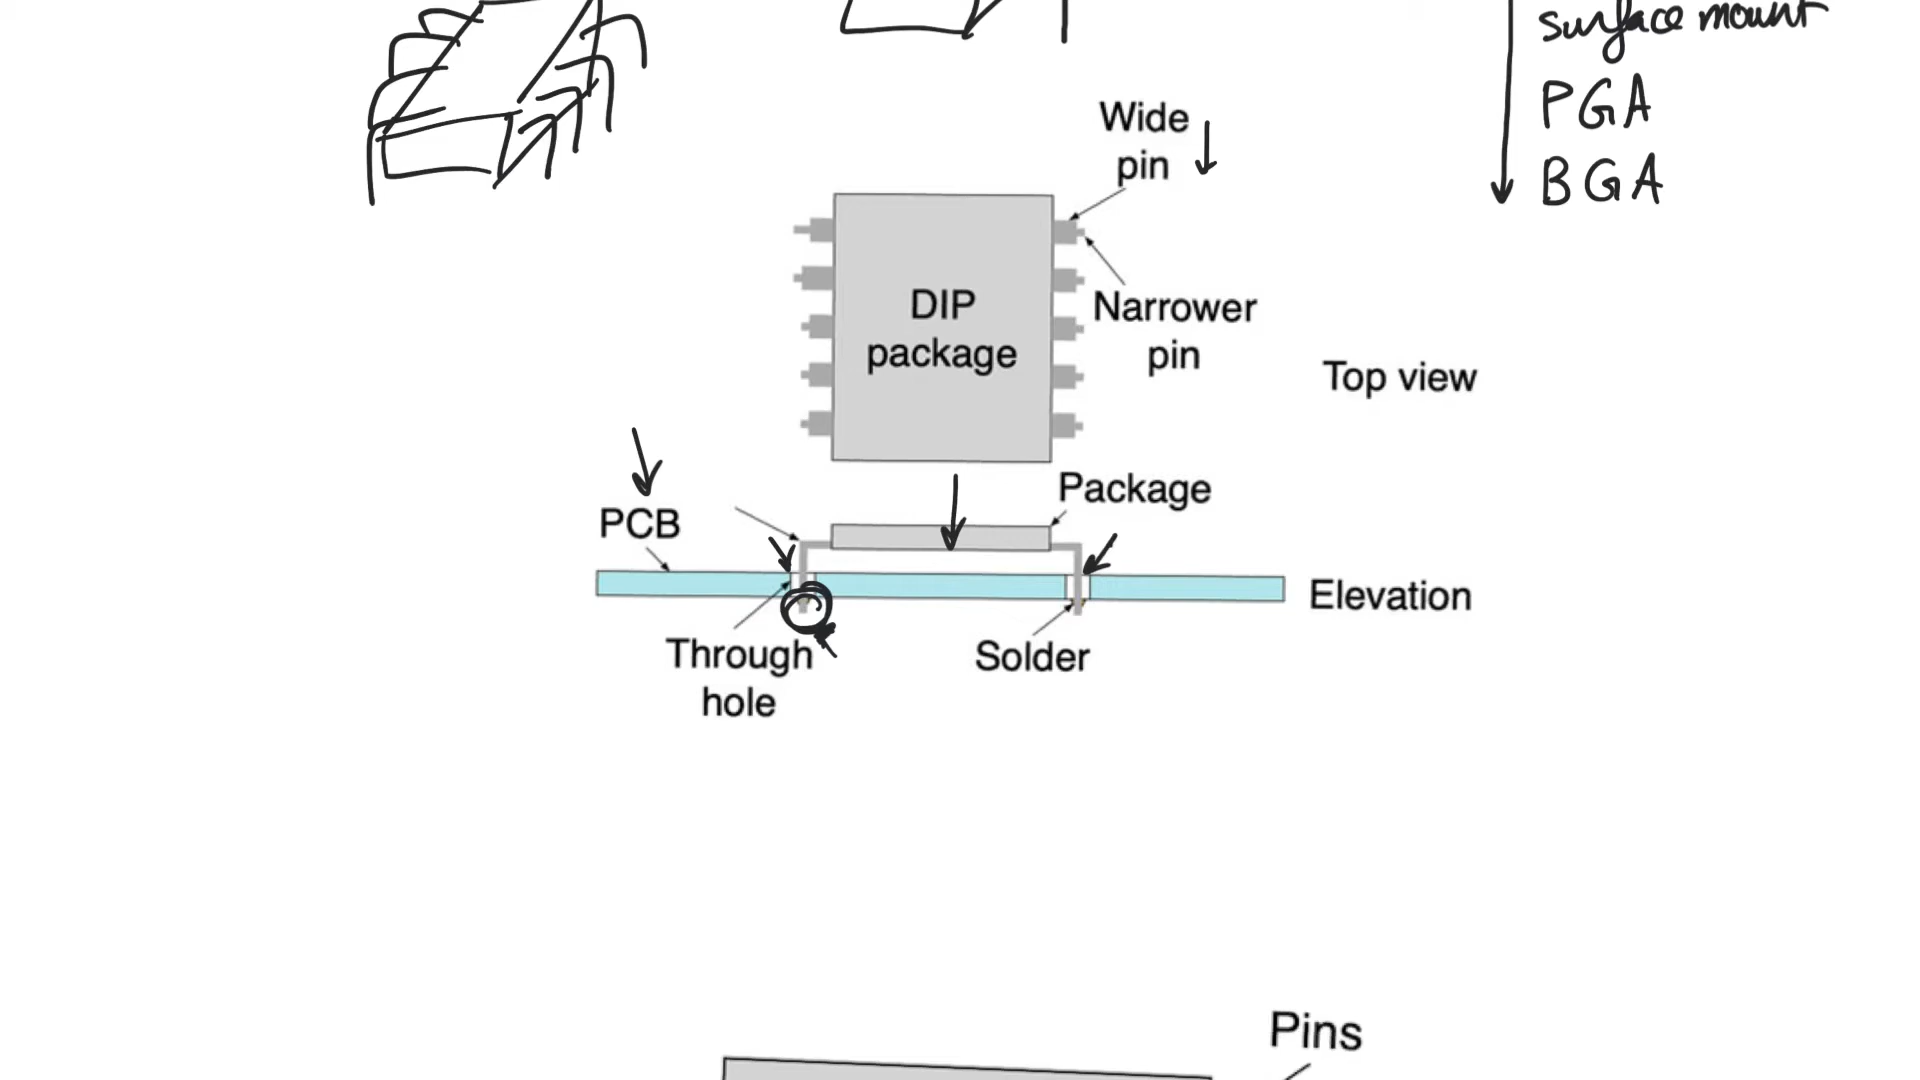 surface mount
PGA
BGA
Wide
pin
DIP
package
Narrower
pin
Top view
Package
PCB
Elevation
Through
hole
Solder
Pins